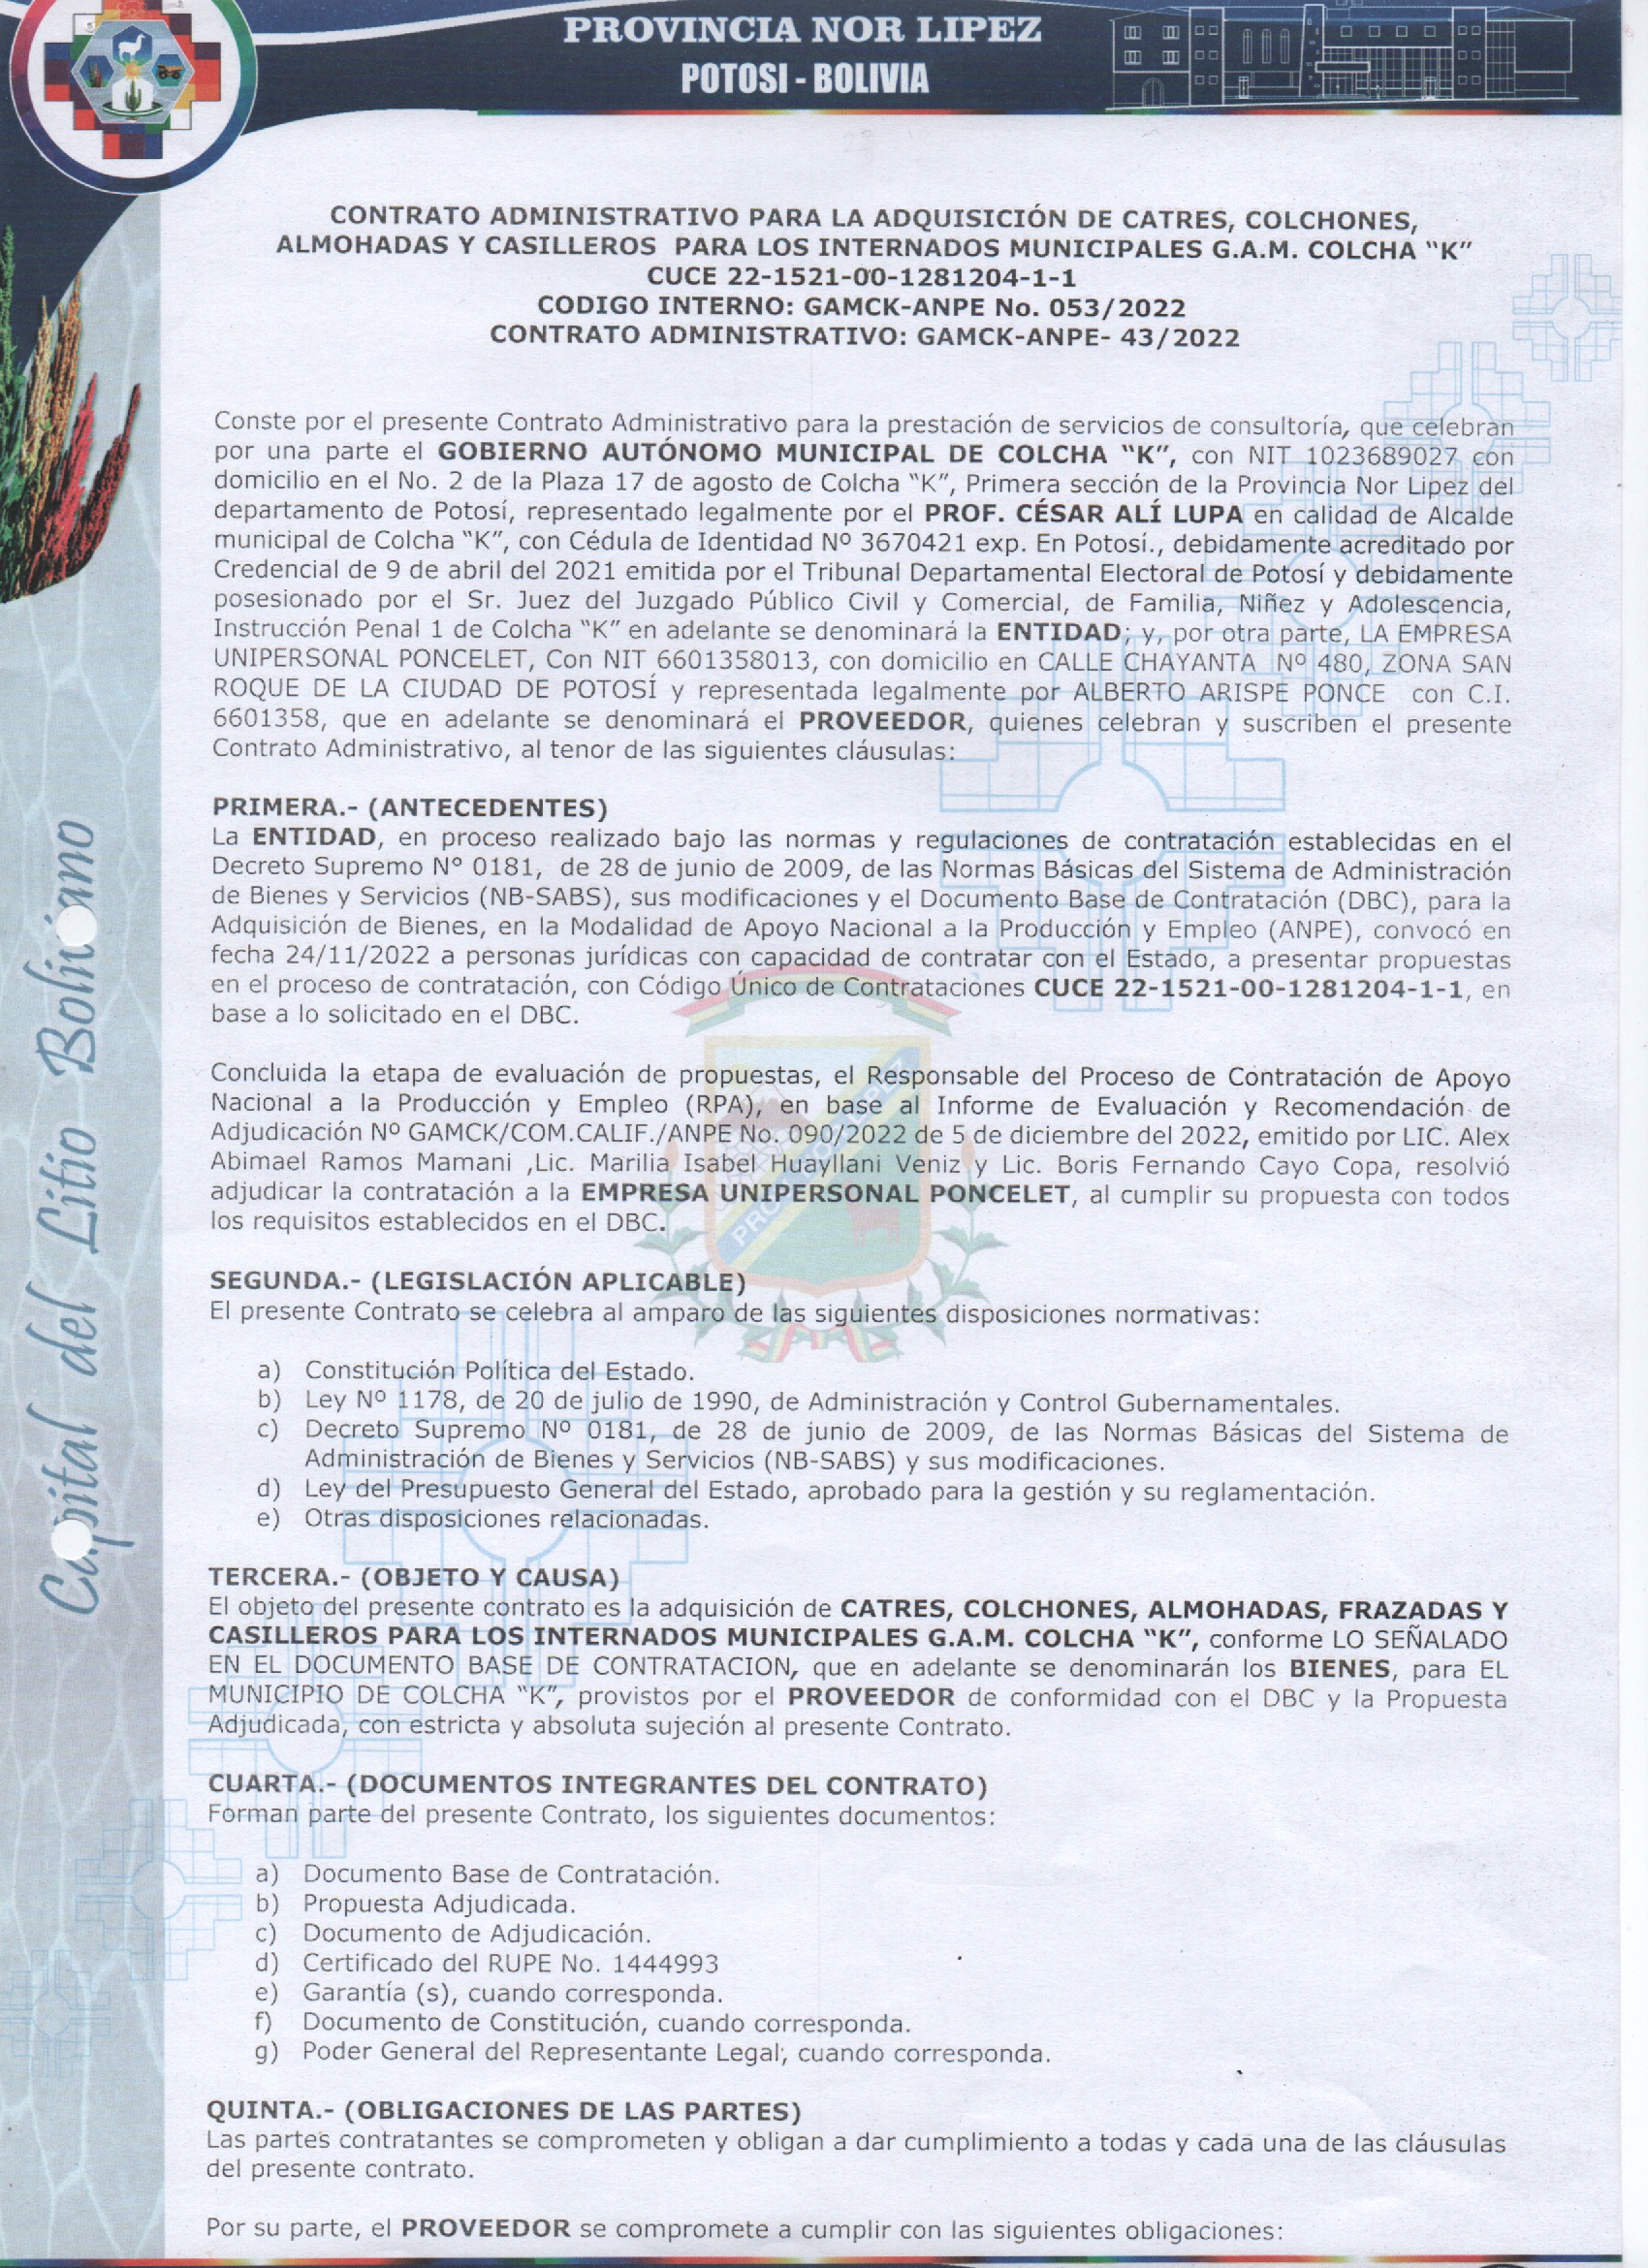 PROVINCIA NOR LIPEZ
POTOSI - BOLIVIA
CONTRATO ADMINISTRATIVO PARA LA ADQUISICIÓN DE CATRES, COLCHONES,
ALMOHADAS Y CASILLEROS PARA LOS INTERNADOS MUNICIPALES G.A.M. COLCHA “K”
CUCE 22-1521-00-1281204-1-1
CODIGO INTERNO: GAMCK-ANPE No. 053/2022
CONTRATO ADMINISTRATIVO: GAMCK-ANPE- 43/2022
Conste por el presente Contrato Administrativo para la prestación de servicios de consultoría, que celebran
por una parte el GOBIERNO AUTÓNOMO MUNICIPAL DE COLCHA “K”, con NIT 1023689027 con
domicilio en el No. 2 de la Plaza 17 de agosto de Colcha “K”, Primera sección de la Provincia Nor Lipez del
departamento de Potosí, representado legalmente por el PROF. CÉSAR ALÍ LUPA en calidad de Alcalde
municipal de Colcha “K”, con Cédula de Identidad Nº 3670421 exp. En Potosí., debidamente acreditado por
Credencial de 9 de abril del 2021 emitida por el Tribunal Departamental Electoral de Potosí y debidamente
posesionado por el Sr. Juez del Juzgado Público Civil y Comercial, de Familia, Niñez y Adolescencia,
Instrucción Penal 1 de Colcha “K” en adelante se denominará la ENTIDAD; y, por otra parte, LA EMPRESA
UNIPERSONAL PONCELET, Con NIT 6601358013, con domicilio en CALLE CHAYANTA Nº 480, ZONA SAN
ROQUE DE LA CIUDAD DE POTOSÍ y representada legalmente por ALBERTO ARISPE PONCE con C.I.
6601358, que en adelante se denominará el PROVEEDOR, quienes celebran y suscriben el presente
Contrato Administrativo, al tenor de las siguientes cláusulas:
PRIMERA.- (ANTECEDENTES)
La ENTIDAD, en proceso realizado bajo las normas y regulaciones de contratación establecidas en el
Decreto Supremo N° 0181, de 28 de junio de 2009, de las Normas Básicas del Sistema de Administración
de Bienes y Servicios (NB-SABS), sus modificaciones y el Documento Base de Contratación (DBC), para la
Adquisición de Bienes, en la Modalidad de Apoyo Nacional a la Producción y Empleo (ANPE), convocó en
fecha 24/11/2022 a personas jurídicas con capacidad de contratar con el Estado, a presentar propuestas
en el proceso de contratación, con Código Único de Contrataciones CUCE 22-1521-00-1281204-1-1, en
base a lo solicitado en el DBC.
Concluida la etapa de evaluación de propuestas, el Responsable del Proceso de Contratación de Apoyo
Nacional a la Producción y Empleo (RPA), en base al Informe de Evaluación y Recomendación de
Adjudicación Nº GAMCK/COM.CALIF./ANPE No. 090/2022 de 5 de diciembre del 2022, emitido por LIC. Alex
Abimael Ramos Mamani ,Lic. Marilia Isabel Huayllani Veniz y Lic. Boris Fernando Cayo Copa, resolvió
adjudicar la contratación a la EMPRESA UNIPERSONAL PONCELET, al cumplir su propuesta con todos
los requisitos establecidos en el DBC.
SEGUNDA.- (LEGISLACIÓN APLICABLE)
El presente Contrato se celebra al amparo de las siguientes disposiciones normativas:
a) Constitución Política del Estado.
b) Ley Nº 1178, de 20 de julio de 1990, de Administración y Control Gubernamentales.
c) Decreto Supremo Nº 0181, de 28 de junio de 2009, de las Normas Básicas del Sistema de
Administración de Bienes y Servicios (NB-SABS) y sus modificaciones.
d) Ley del Presupuesto General del Estado, aprobado para la gestión y su reglamentación.
e) Otras disposiciones relacionadas.
TERCERA.- (OBJETO Y CAUSA)
El objeto del presente contrato es la adquisición de CATRES, COLCHONES, ALMOHADAS, FRAZADAS Y
CASILLEROS PARA LOS INTERNADOS MUNICIPALES G.A.M. COLCHA “K”, conforme LO SEÑALADO
EN EL DOCUMENTO BASE DE CONTRATACION, que en adelante se denominarán los BIENES, para EL
MUNICIPIO DE COLCHA “K”, provistos por el PROVEEDOR de conformidad con el DBC y la Propuesta
Adjudicada, con estricta y absoluta sujeción al presente Contrato.
CUARTA.- (DOCUMENTOS INTEGRANTES DEL CONTRATO)
Forman parte del presente Contrato, los siguientes documentos:
a) Documento Base de Contratación.
b) Propuesta Adjudicada.
c) Documento de Adjudicación.
d) Certificado del RUPE No. 1444993
e) Garantía (s), cuando corresponda.
f) Documento de Constitución, cuando corresponda.
g) Poder General del Representante Legal, cuando corresponda.
QUINTA.- (OBLIGACIONES DE LAS PARTES)
Las partes contratantes se comprometen y obligan a dar cumplimiento a todas y cada una de las cláusulas
del presente contrato.
Por su parte, el PROVEEDOR se compromete a cumplir con las siguientes obligaciones:
Capital del Litio Boliviano